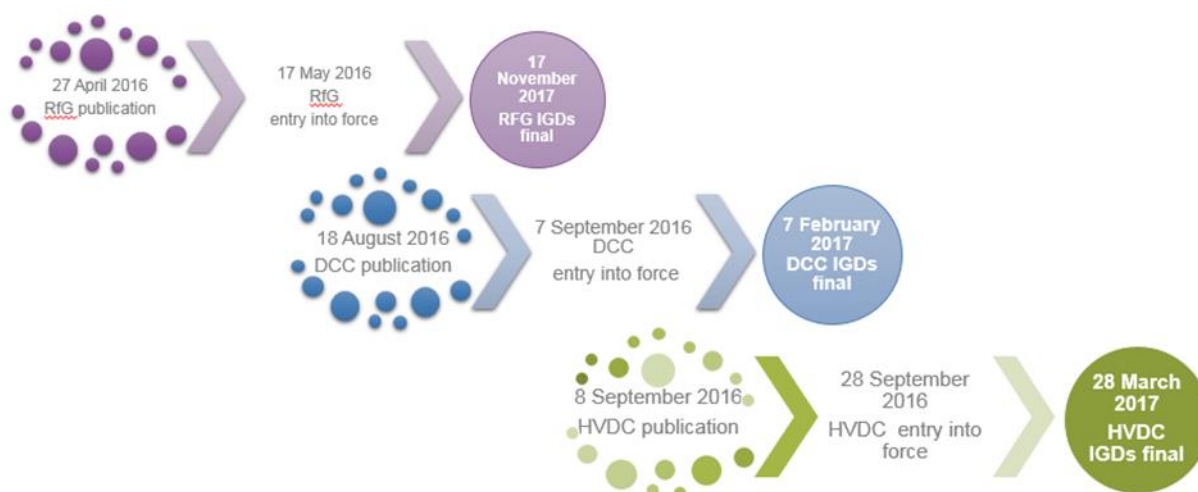 27 April 2016
RfG publication
17 May 2016
RfG
entry into force
17
November
2017
RFG IGDs
final
18 August 2016
DCC publication
7 September 2016
DCC
entry into force
7 February
2017
DCC IGDs
final
8 September 2016
HVDC publication
28 September
2016
HVDC entry into
force
28 March
2017
HVDC
IGDs final